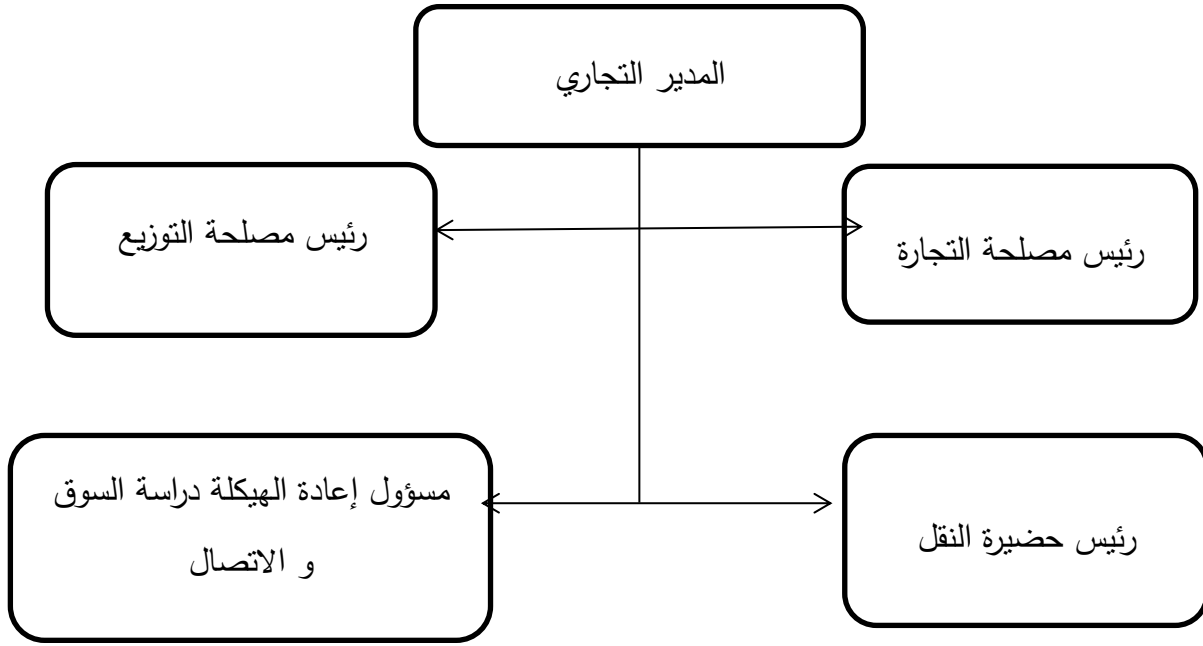 المدير التجاري
رئيس مصلحة التجارة
رئيس مصلحة التوزيع
رئيس حضيرة النقل
مسؤول إعادة الهيكلة دراسة السوق
و الاتصال